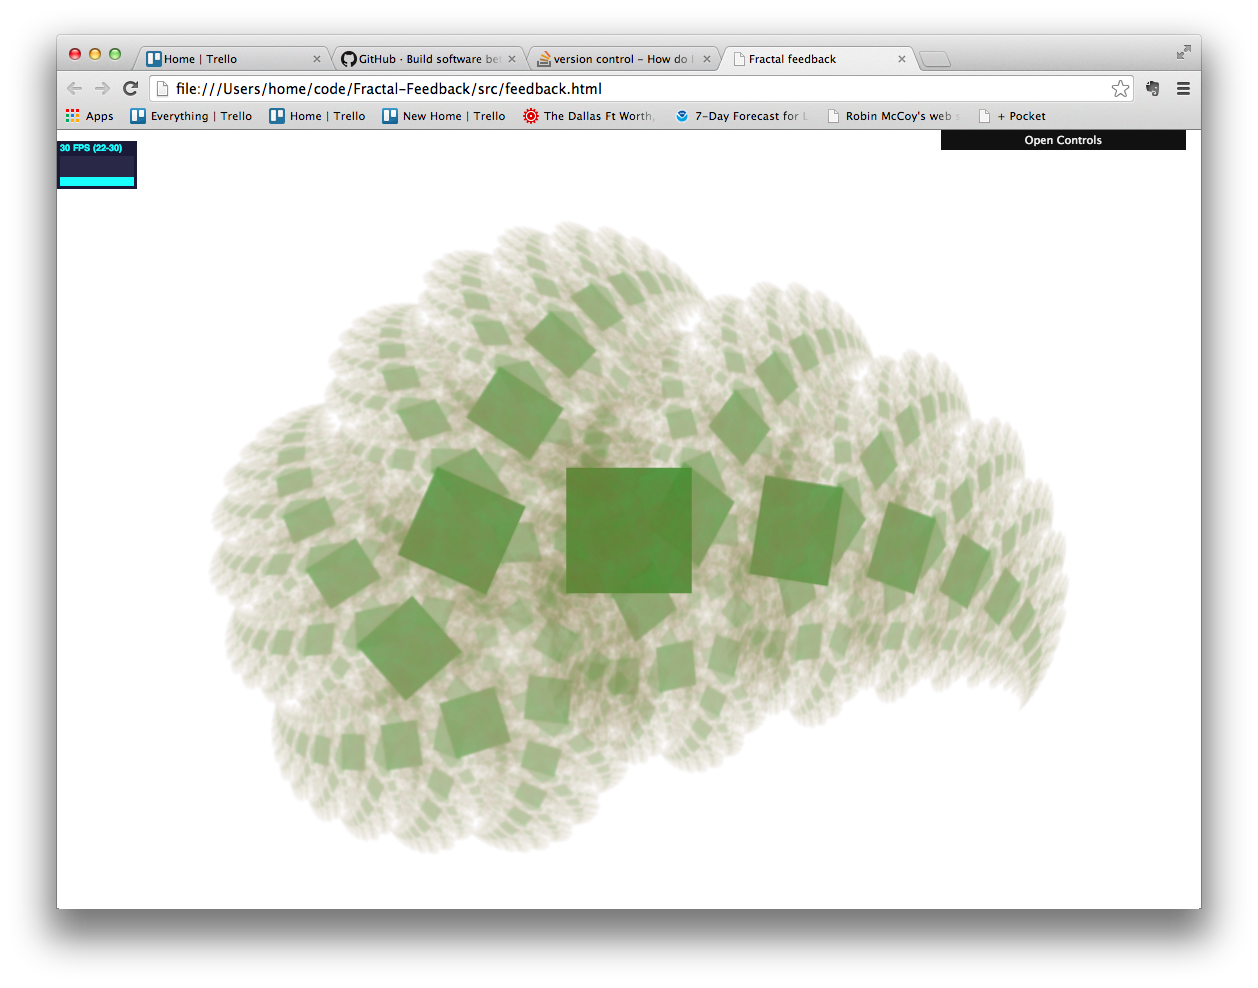 Home | Trello
GitHub · Build software be
version control – How do I
Fractal feedback
file:///Users/home/code/Fractal-Feedback/src/feedback.html
Apps
Everything | Trello
Home | Trello
New Home | Trello
The Dallas Ft Worth,
7-Day Forecast for L
Robin McCoy's web s
+ Pocket
30 FPS (22-30)
Open Controls